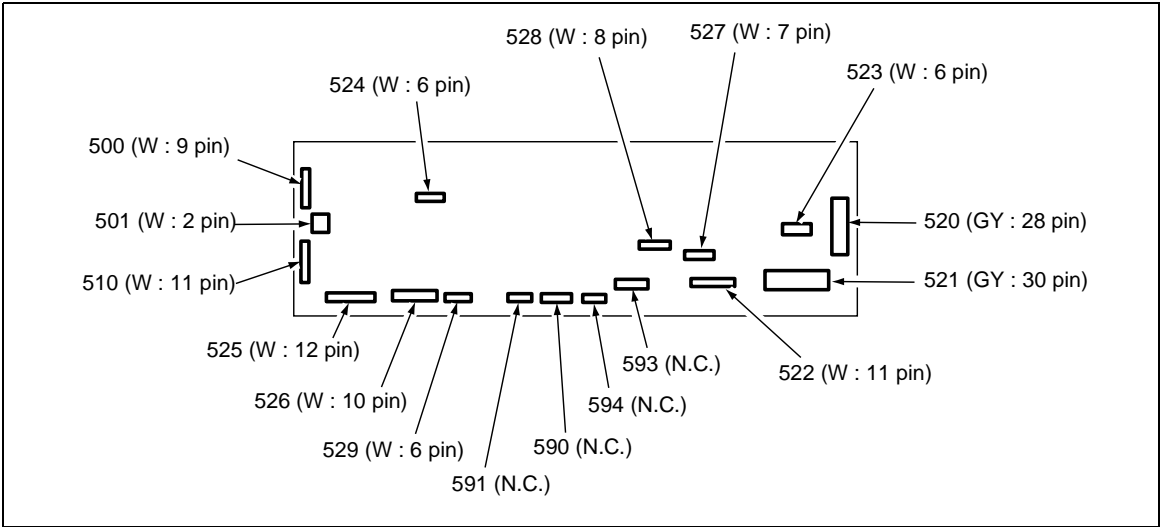 528 (W : 8 pin)
527 (W : 7 pin)
523 (W : 6 pin)
524 (W : 6 pin)
500 (W : 9 pin)
501 (W : 2 pin)
520 (GY : 28 pin)
510 (W : 11 pin)
521 (GY : 30 pin)
525 (W : 12 pin)
593 (N.C.)
522 (W : 11 pin)
526 (W : 10 pin)
594 (N.C.)
529 (W : 6 pin)
590 (N.C.)
591 (N.C.)